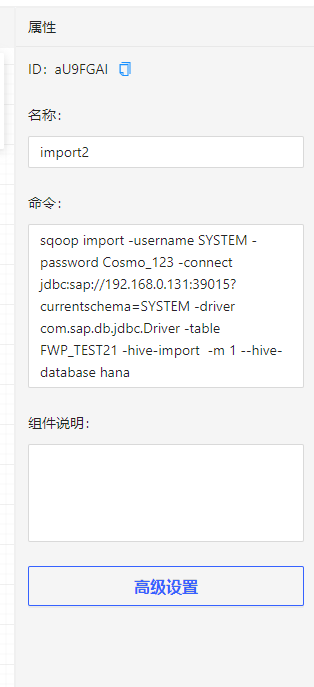 属性
ID：aU9FGAI
名称：
import2
命令：
sqoop import -username SYSTEM -
password Cosmo_123 -connect
jdbc:sap://192.168.0.131:39015?
currentschema=SYSTEM -driver
com.sap.db.jdbc.Driver -table
FWP_TEST21 -hive-import  -m 1 --hive-
database hana
组件说明：
高级设置